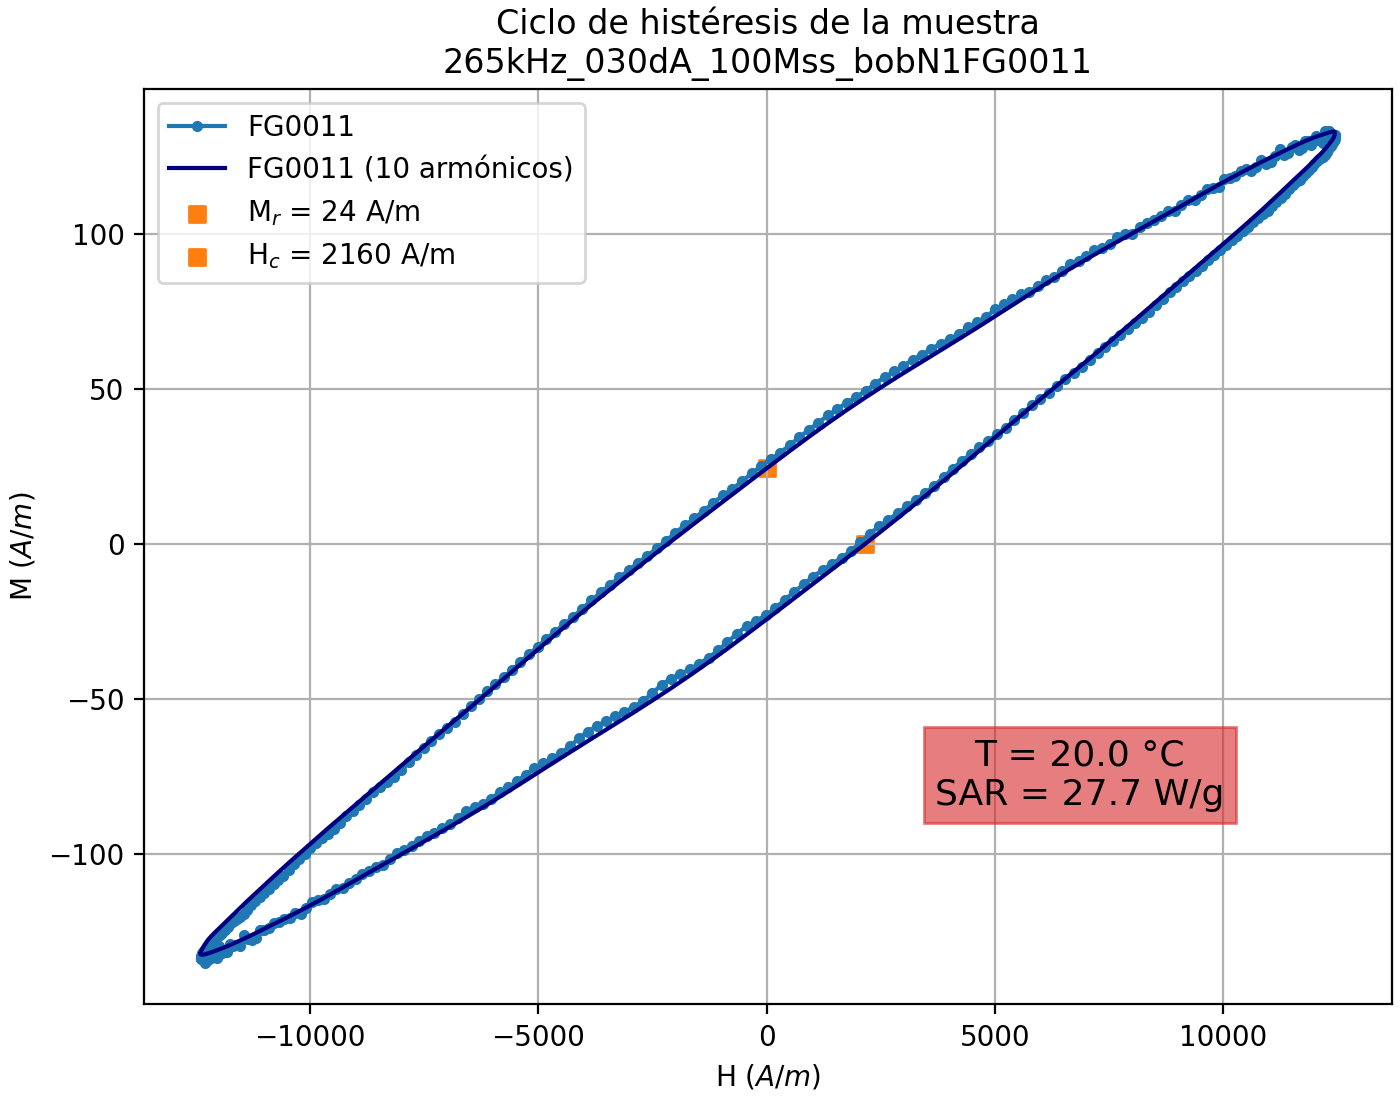 Ciclo de histéresis de la muestra
265kHz_030dA_100Mss_bobN1FG0011
FG0011
FG0011 (10 armónicos)
Mr = 24 A/m
Hc = 2160 A/m
100
50
0
−50
−100
M (A/m)
T = 20.0 °C
SAR = 27.7 W/g
−10000
−5000
0
5000
10000
H (A/m)